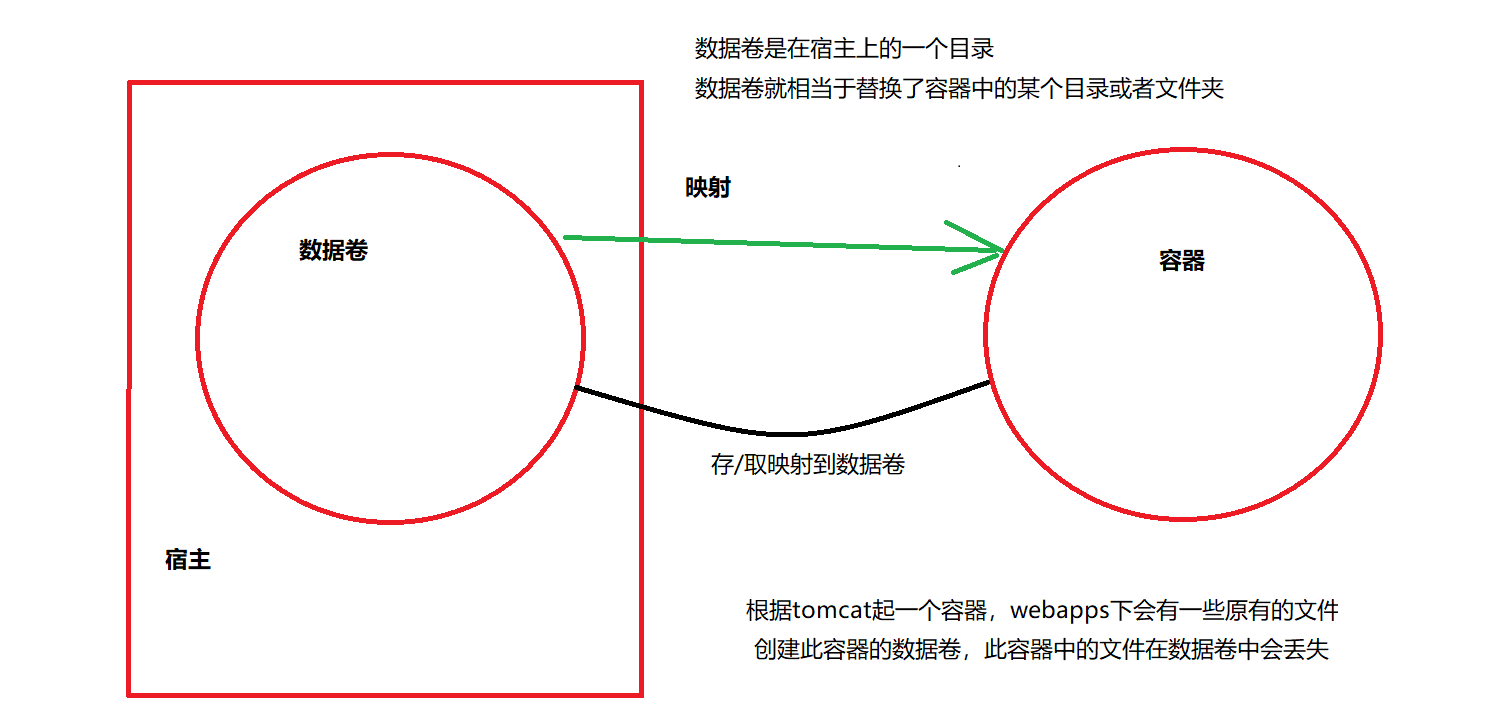 数据卷是在宿主上的一个目录
数据卷就相当于替换了容器中的某个目录或者文件夹
映射
数据卷
容器
存/取映射到数据卷
宿主
根据tomcat起一个容器，webapps下会有一些原有的文件
创建此容器的数据卷，此容器中的文件在数据卷中会丢失